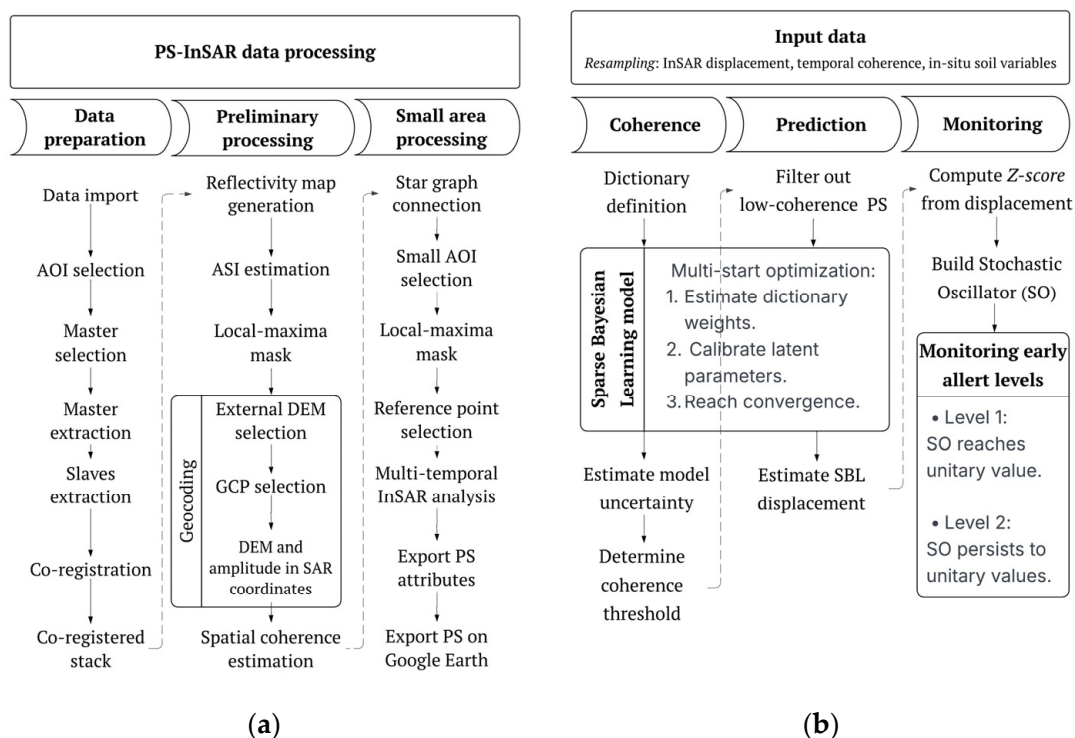 PS-InSAR data processing
Data
preparation
Preliminary
processing
Small area
processing
Data import
AOI selection
Master
selection
Master
extraction
Slaves
extraction
Co-registration
Co-registered
stack
Reflectivity map
generation
ASI estimation
Local-maxima
mask
Geocoding
External DEM
selection
GCP selection
DEM and
amplitude in SAR
coordinates
Spatial coherence
estimation
Star graph
connection
Small AOI
selection
Local-maxima
mask
Reference point
selection
Multi-temporal
InSAR analysis
Export PS
attributes
Export PS on
Google Earth
(a)
Input data
Resampling: InSAR displacement, temporal coherence, in-situ soil variables
Coherence
Prediction
Monitoring
Dictionary
definition
Sparse Bayesian
Learning model
Multi-start optimization:
1. Estimate dictionary
weights.
2. Calibrate latent
parameters.
3. Reach convergence.
Estimate model
uncertainty
Determine
coherence
threshold
Filter out
low-coherence PS
Estimate SBL
displacement
Compute Z-score
from displacement
Build Stochastic
Oscillator (SO)
Monitoring early
allert levels
• Level 1:
SO reaches
unitary value.
• Level 2:
SO persists to
unitary values.
(b)